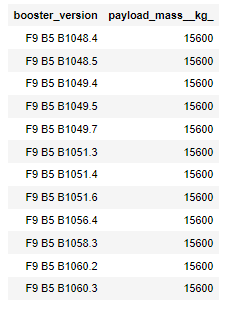 booster_version payload_mass__kg_
F9 B5 B1048.4 15600
F9 B5 B1048.5 15600
F9 B5 B1049.4 15600
F9 B5 B1049.5 15600
F9 B5 B1049.7 15600
F9 B5 B1051.3 15600
F9 B5 B1051.4 15600
F9 B5 B1051.6 15600
F9 B5 B1056.4 15600
F9 B5 B1058.3 15600
F9 B5 B1060.2 15600
F9 B5 B1060.3 15600